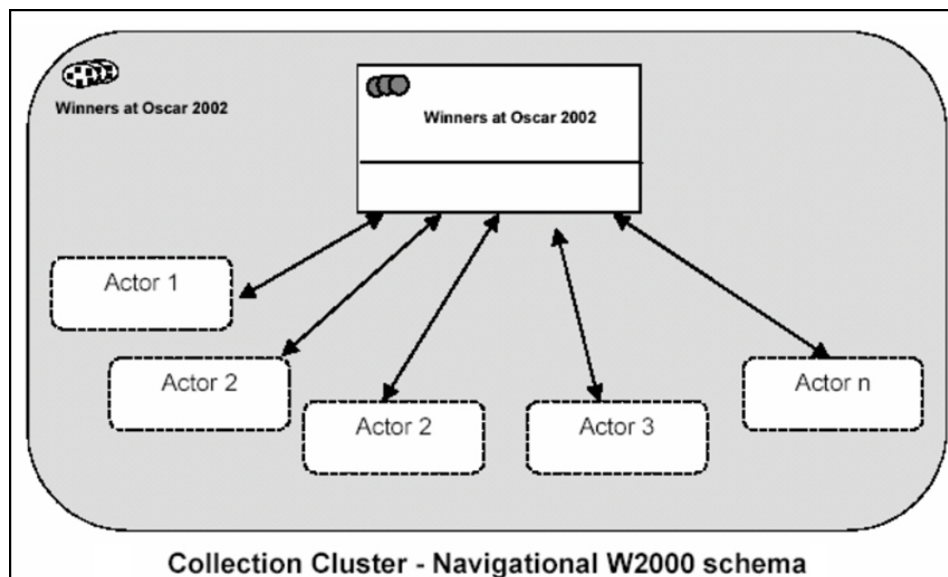 Winners at Oscar 2002
Winners at Oscar 2002
Actor 1
Actor 2
Actor 2
Actor 3
Actor n
Collection Cluster - Navigational W2000 schema